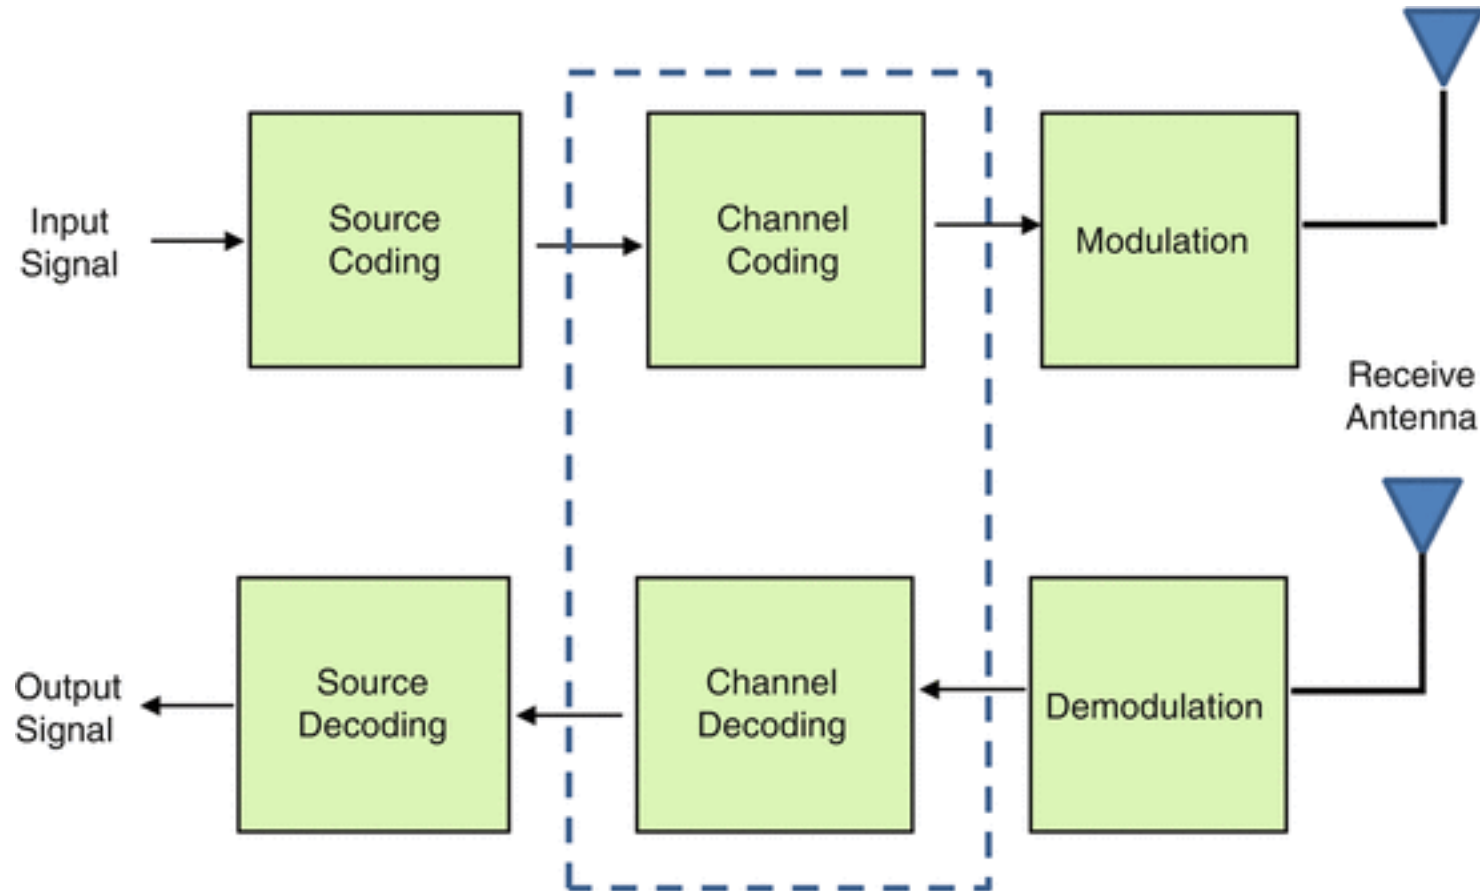 Input
Signal
Source
Coding
Channel
Coding
Modulation
Receive
Antenna
Output
Signal
Source
Decoding
Channel
Decoding
Demodulation